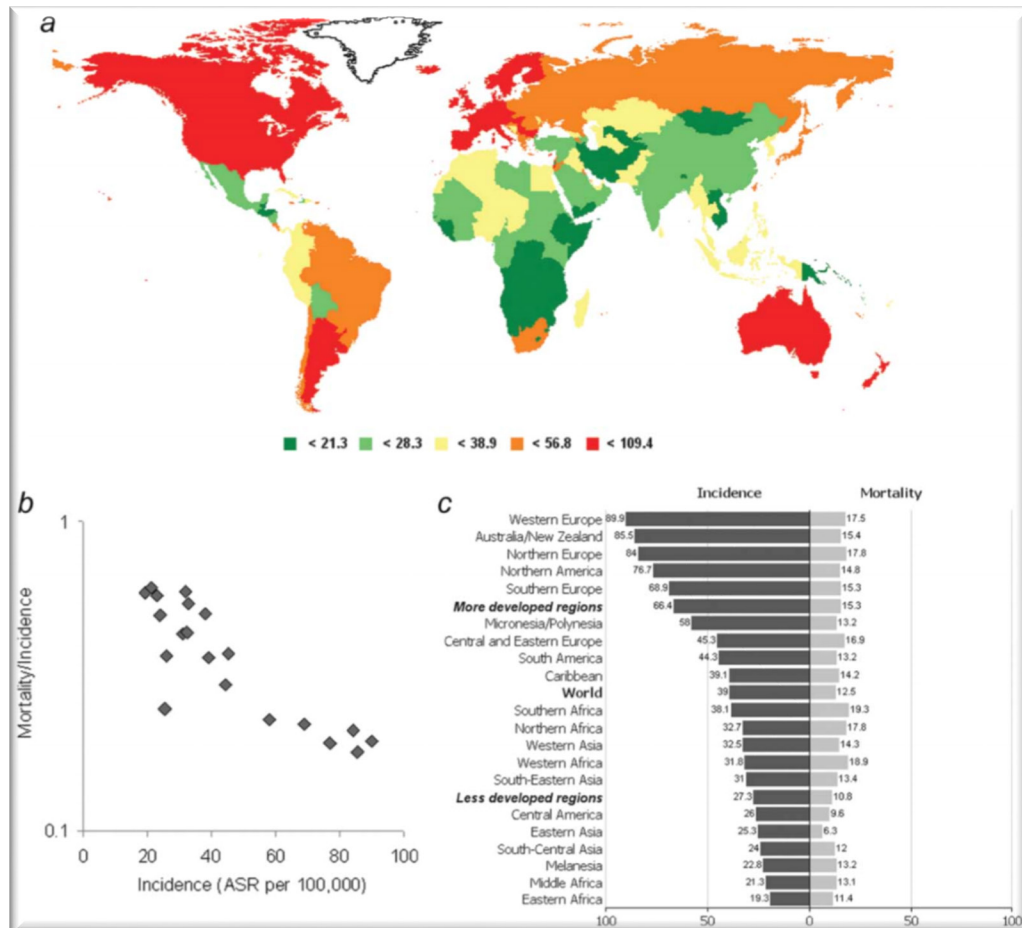 a
< 21.3 < 28.3 < 38.9 < 56.8 < 109.4
b
1
0.1
Mortality/Incidence
0 20 40 60 80 100
Incidence (ASR per 100,000)
c
Incidence Mortality
Western Europe 89.9 17.5
Australia/New Zealand 85.5 15.4
Northern Europe 84 17.8
Northern America 76.7 14.8
Southern Europe 68.9 15.3
More developed regions 66.4 15.3
Micronesia/Polynesia 58 13.2
Central and Eastern Europe 45.3 16.9
South America 44.3 13.2
Caribbean 39.1 14.2
World 39 12.5
Southern Africa 38.1 19.3
Northern Africa 32.7 17.8
Western Asia 32.5 14.3
Western Africa 31.8 18.9
South-Eastern Asia 31 13.4
Less developed regions 27.3 10.8
Central America 26 9.6
Eastern Asia 25.3 6.3
South-Central Asia 24 12
Melanesia 22.8 13.2
Middle Africa 21.3 13.1
Eastern Africa 19.3 11.4
100 50 0 50 100